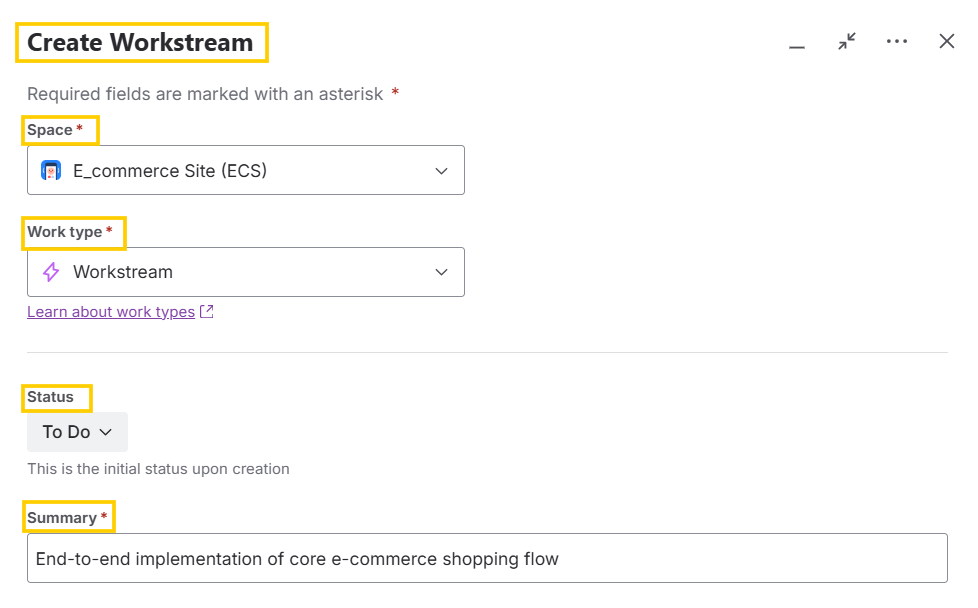 Create Workstream
Required fields are marked with an asterisk *
Space *
E_commerce Site (ECS)
Work type *
Workstream
Learn about work types
Status
To Do
This is the initial status upon creation
Summary *
End-to-end implementation of core e-commerce shopping flow